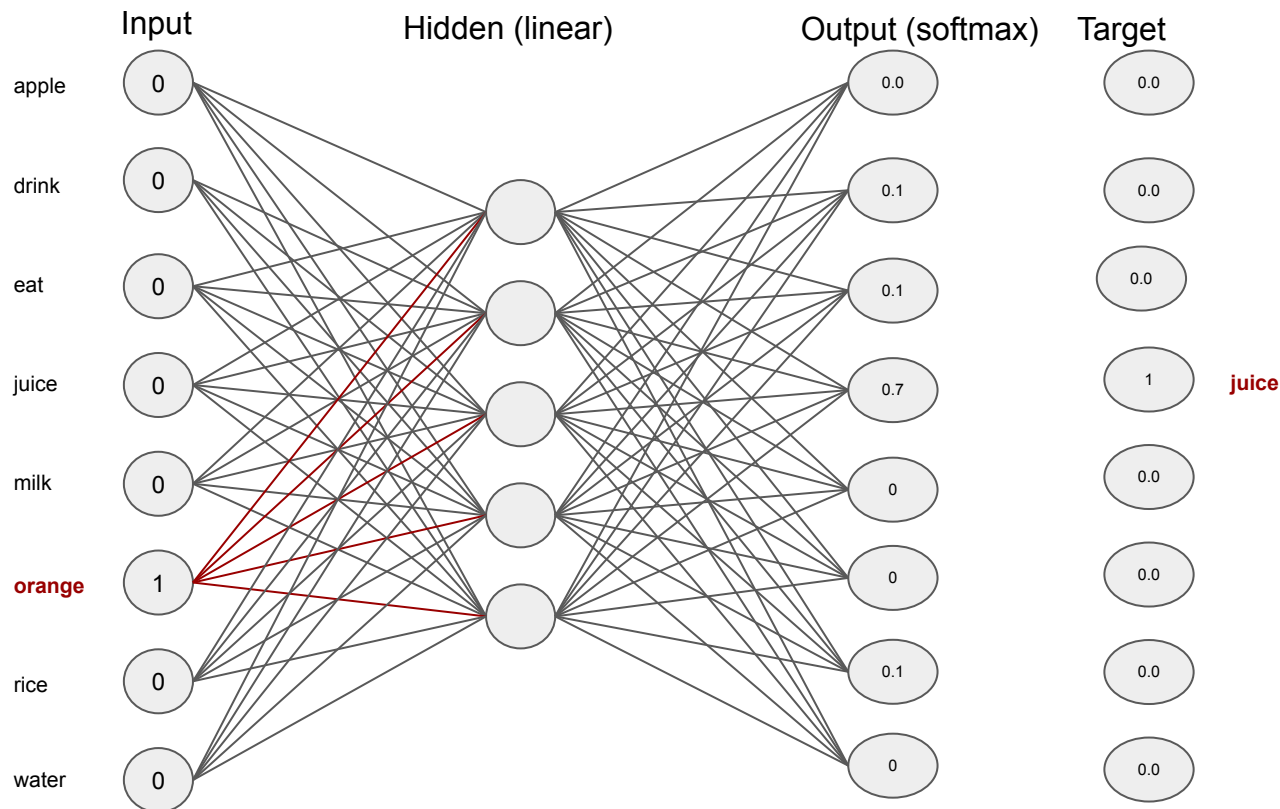 Input Hidden (linear) Output (softmax) Target
apple 0 0.0 0.0
drink 0 0.1 0.0
eat 0 0.1 0.0
juice 0 0.7 1 juice
milk 0 0 0.0
orange 1 0 0.0
rice 0 0.1 0.0
water 0 0 0.0